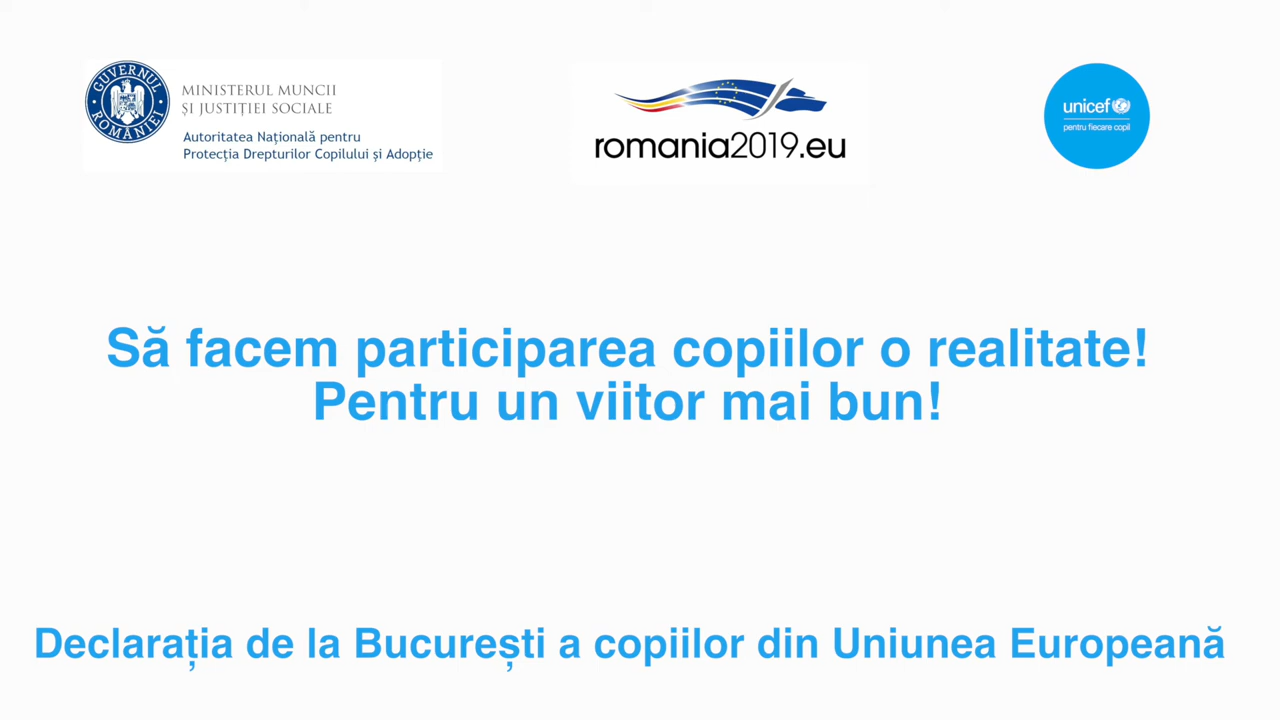 GUVERNUL ROMÂNIEI
MINISTERUL MUNCII
ȘI JUSTIȚIEI SOCIALE
Autoritatea Națională pentru
Protecția Drepturilor Copilului și Adopție
romania2019.eu
unicef
pentru fiecare copil
Să facem participarea copiilor o realitate!
Pentru un viitor mai bun!
Declarația de la București a copiilor din Uniunea Europeană